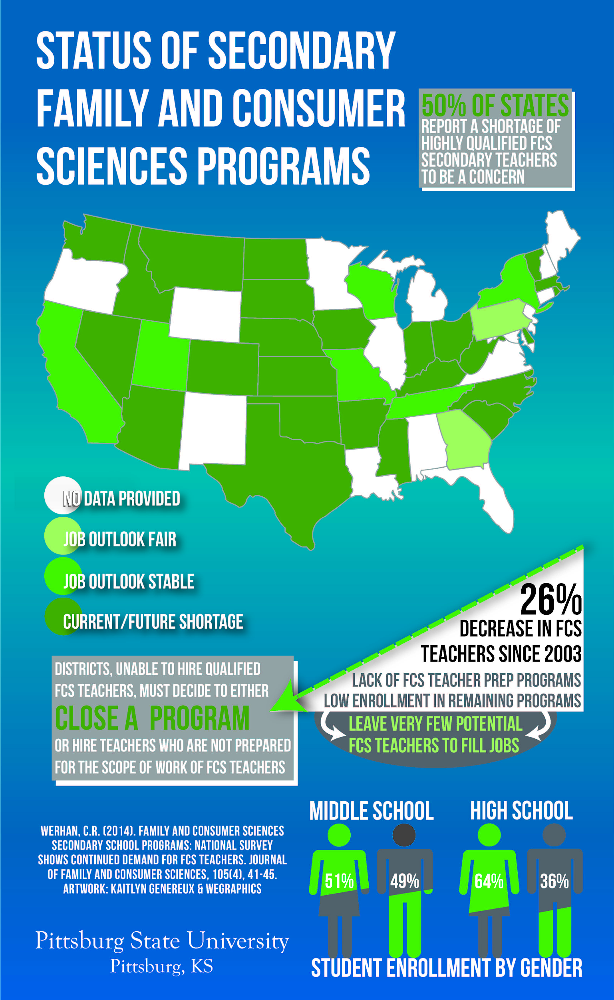 STATUS OF SECONDARY
FAMILY AND CONSUMER
SCIENCES PROGRAMS
50% OF STATES
REPORT A SHORTAGE OF
HIGHLY QUALIFIED FCS
SECONDARY TEACHERS
TO BE A CONCERN
NO DATA PROVIDED
JOB OUTLOOK FAIR
JOB OUTLOOK STABLE
CURRENT/FUTURE SHORTAGE
26%
DECREASE IN FCS
TEACHERS SINCE 2003
LACK OF FCS TEACHER PREP PROGRAMS
LOW ENROLLMENT IN REMAINING PROGRAMS
LEAVE VERY FEW POTENTIAL
FCS TEACHERS TO FILL JOBS
DISTRICTS, UNABLE TO HIRE QUALIFIED
FCS TEACHERS, MUST DECIDE TO EITHER
CLOSE A PROGRAM
OR HIRE TEACHERS WHO ARE NOT PREPARED
FOR THE SCOPE OF WORK OF FCS TEACHERS
MIDDLE SCHOOL
HIGH SCHOOL
51%
49%
64%
36%
STUDENT ENROLLMENT BY GENDER
WERHAN, C.R. (2014). FAMILY AND CONSUMER SCIENCES
SECONDARY SCHOOL PROGRAMS: NATIONAL SURVEY
SHOWS CONTINUED DEMAND FOR FCS TEACHERS. JOURNAL
OF FAMILY AND CONSUMER SCIENCES, 105(4), 41-45.
ARTWORK: KAITLYN GENEREUX & WEGRAPHICS
Pittsburg State University
Pittsburg, KS